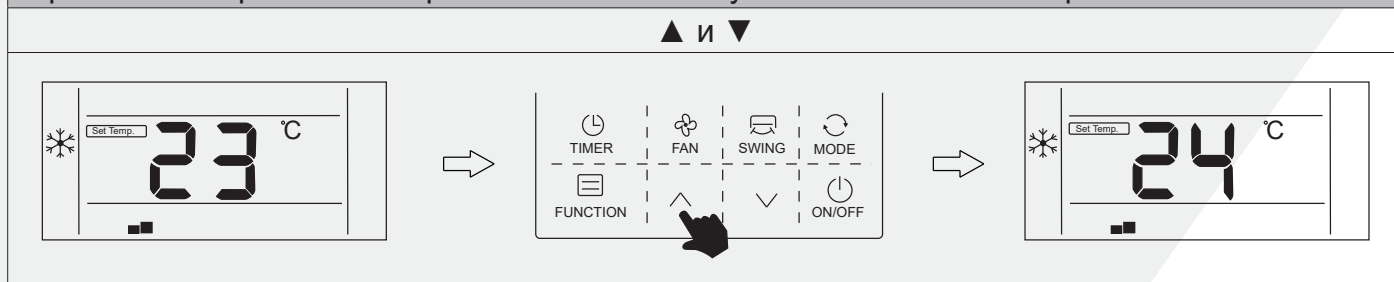 ▲ и ▼
Set Temp. 23 °C
TIMER FAN SWING MODE
FUNCTION ON/OFF
Set Temp. 24 °C